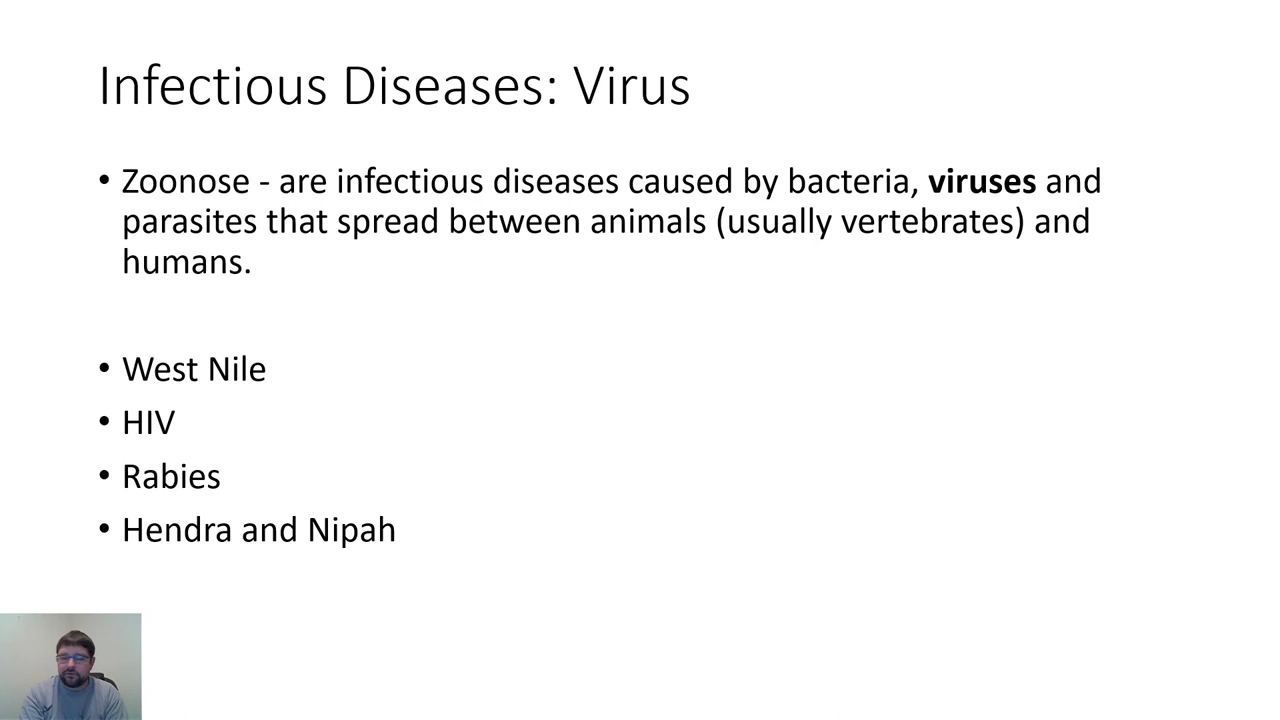 Infectious Diseases: Virus
• Zoonose - are infectious diseases caused by bacteria, viruses and
parasites that spread between animals (usually vertebrates) and
humans.
• West Nile
• HIV
• Rabies
• Hendra and Nipah